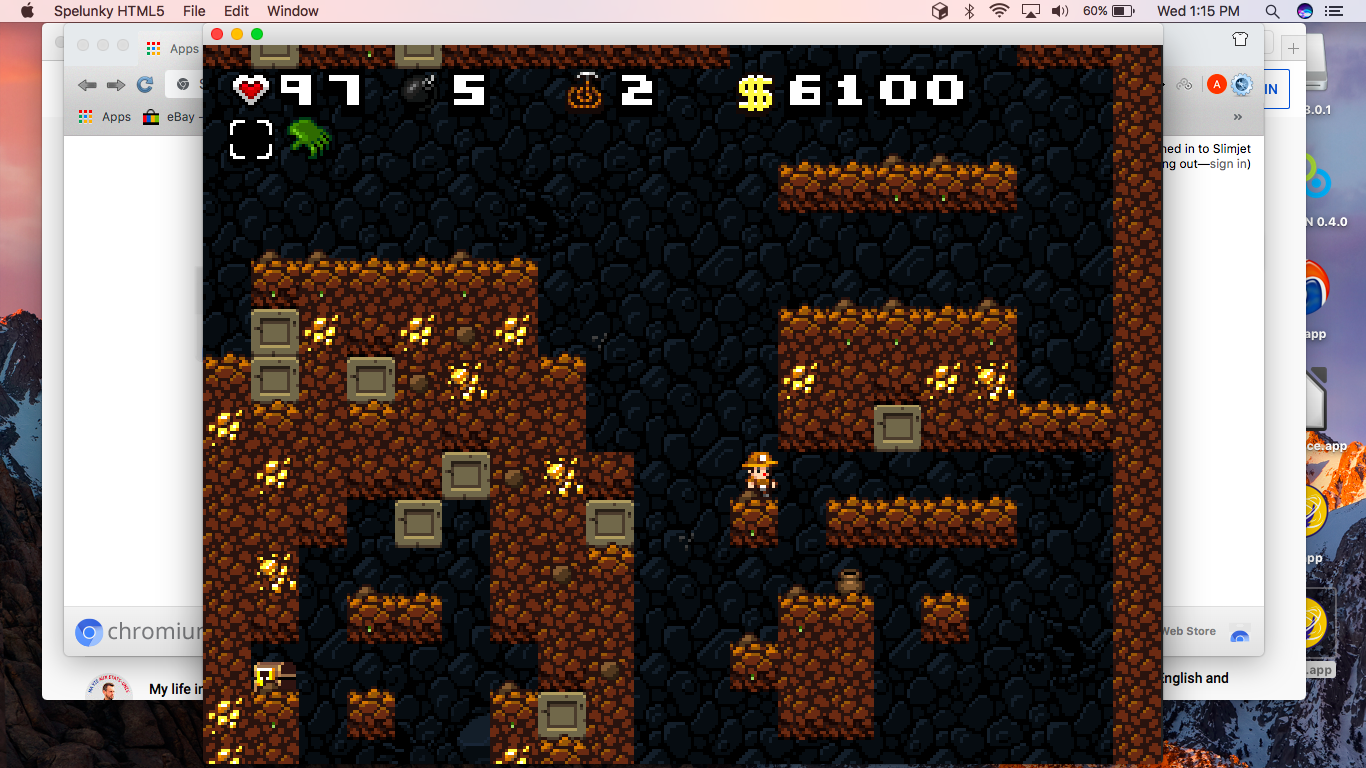 Spelunky HTML5 File Edit Window 60% Wed 1:15 PM
Apps
97 5 2 $6100
A
IN
3.0.1
Apps eBay - »
ned in to Slimjet
ng out—sign in)
N 0.4.0
app
ce.app
app
chromium
Web Store
.app
My life in
English and